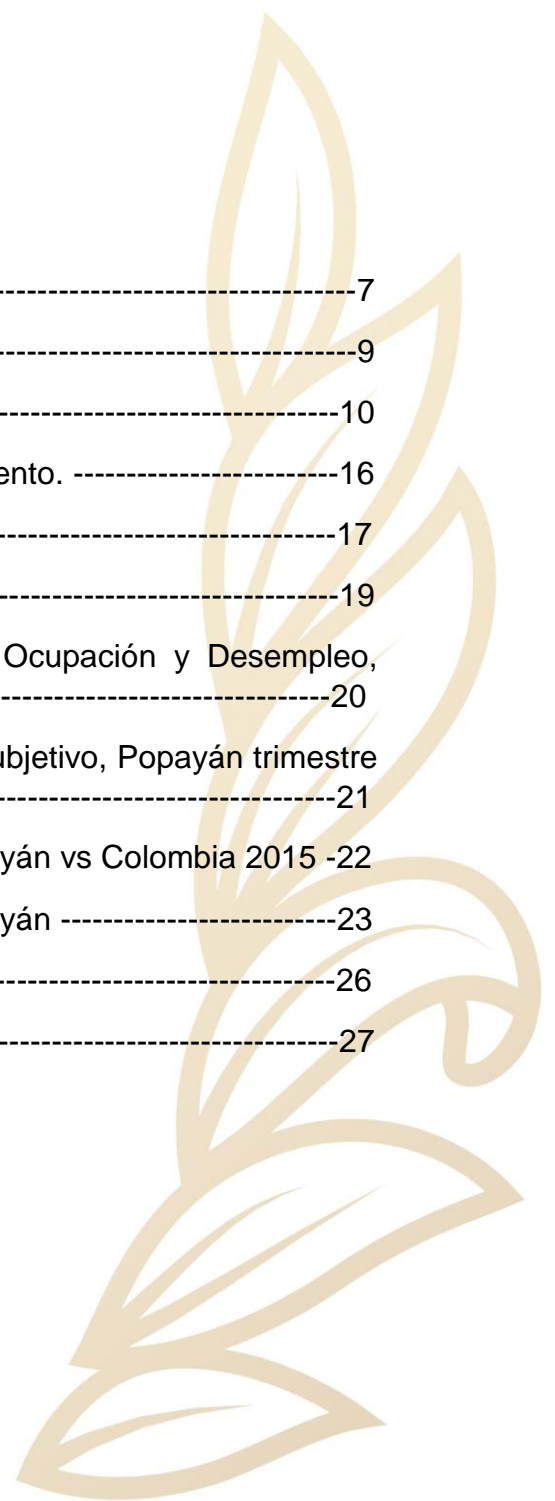 ----------------------------------7
----------------------------------9
--------------------------------10
ento. -------------------------16
--------------------------------17
--------------------------------19
Ocupación y Desempleo,
-------------------------------20
ubjetivo, Popayán trimestre
--------------------------------21
yán vs Colombia 2015 -22
yán --------------------------23
--------------------------------26
--------------------------------27